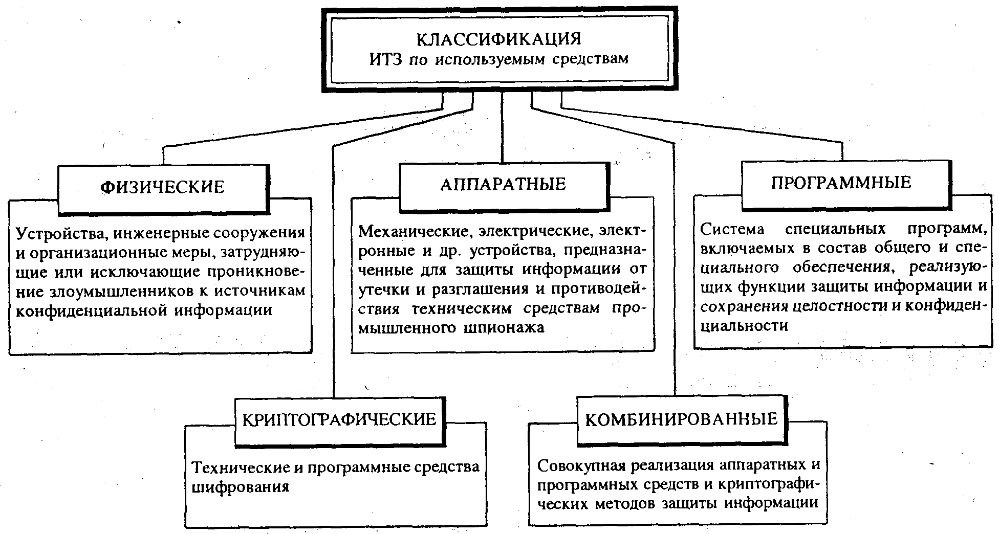 КЛАССИФИКАЦИЯ
ИТЗ по используемым средствам
ФИЗИЧЕСКИЕ
Устройства, инженерные сооружения
и организационные меры, затрудняю-
щие или исключающие проникнове-
ние злоумышленников к источникам
конфиденциальной информации
АППАРАТНЫЕ
Механические, электрические, элект-
ронные и др. устройства, предназна-
ченные для защиты информации от
утечки и разглашения и противодей-
ствия техническим средствам про-
мышленного шпионажа
ПРОГРАММНЫЕ
Система специальных программ,
включаемых в состав общего и спе-
циального обеспечения, реализую-
щих функции защиты информации и
сохранения целостности и конфиден-
циальности
КРИПТОГРАФИЧЕСКИЕ
Технические и программные средства
шифрования
КОМБИНИРОВАННЫЕ
Совокупная реализация аппаратных и
программных средств и криптографи-
ческих методов защиты информации